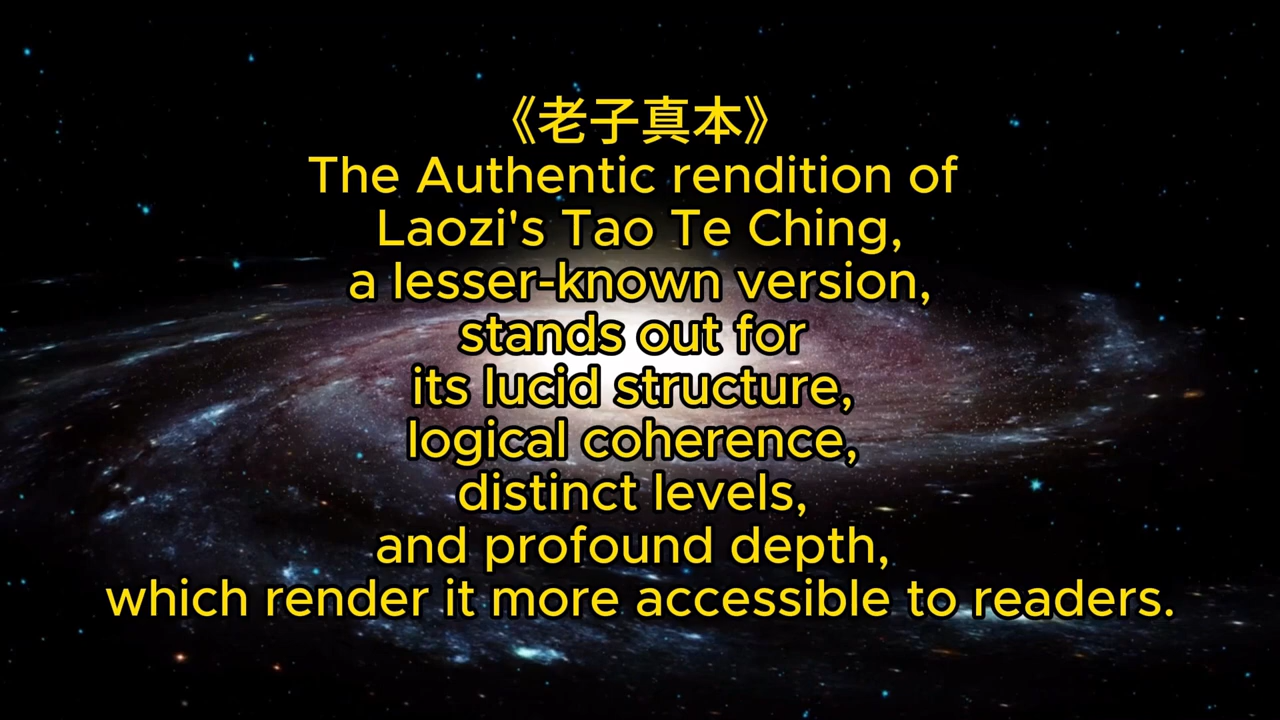 《老子真本》
The Authentic rendition of
Laozi's Tao Te Ching,
a lesser-known version,
stands out for
its lucid structure,
logical coherence,
distinct levels,
and profound depth,
which render it more accessible to readers.